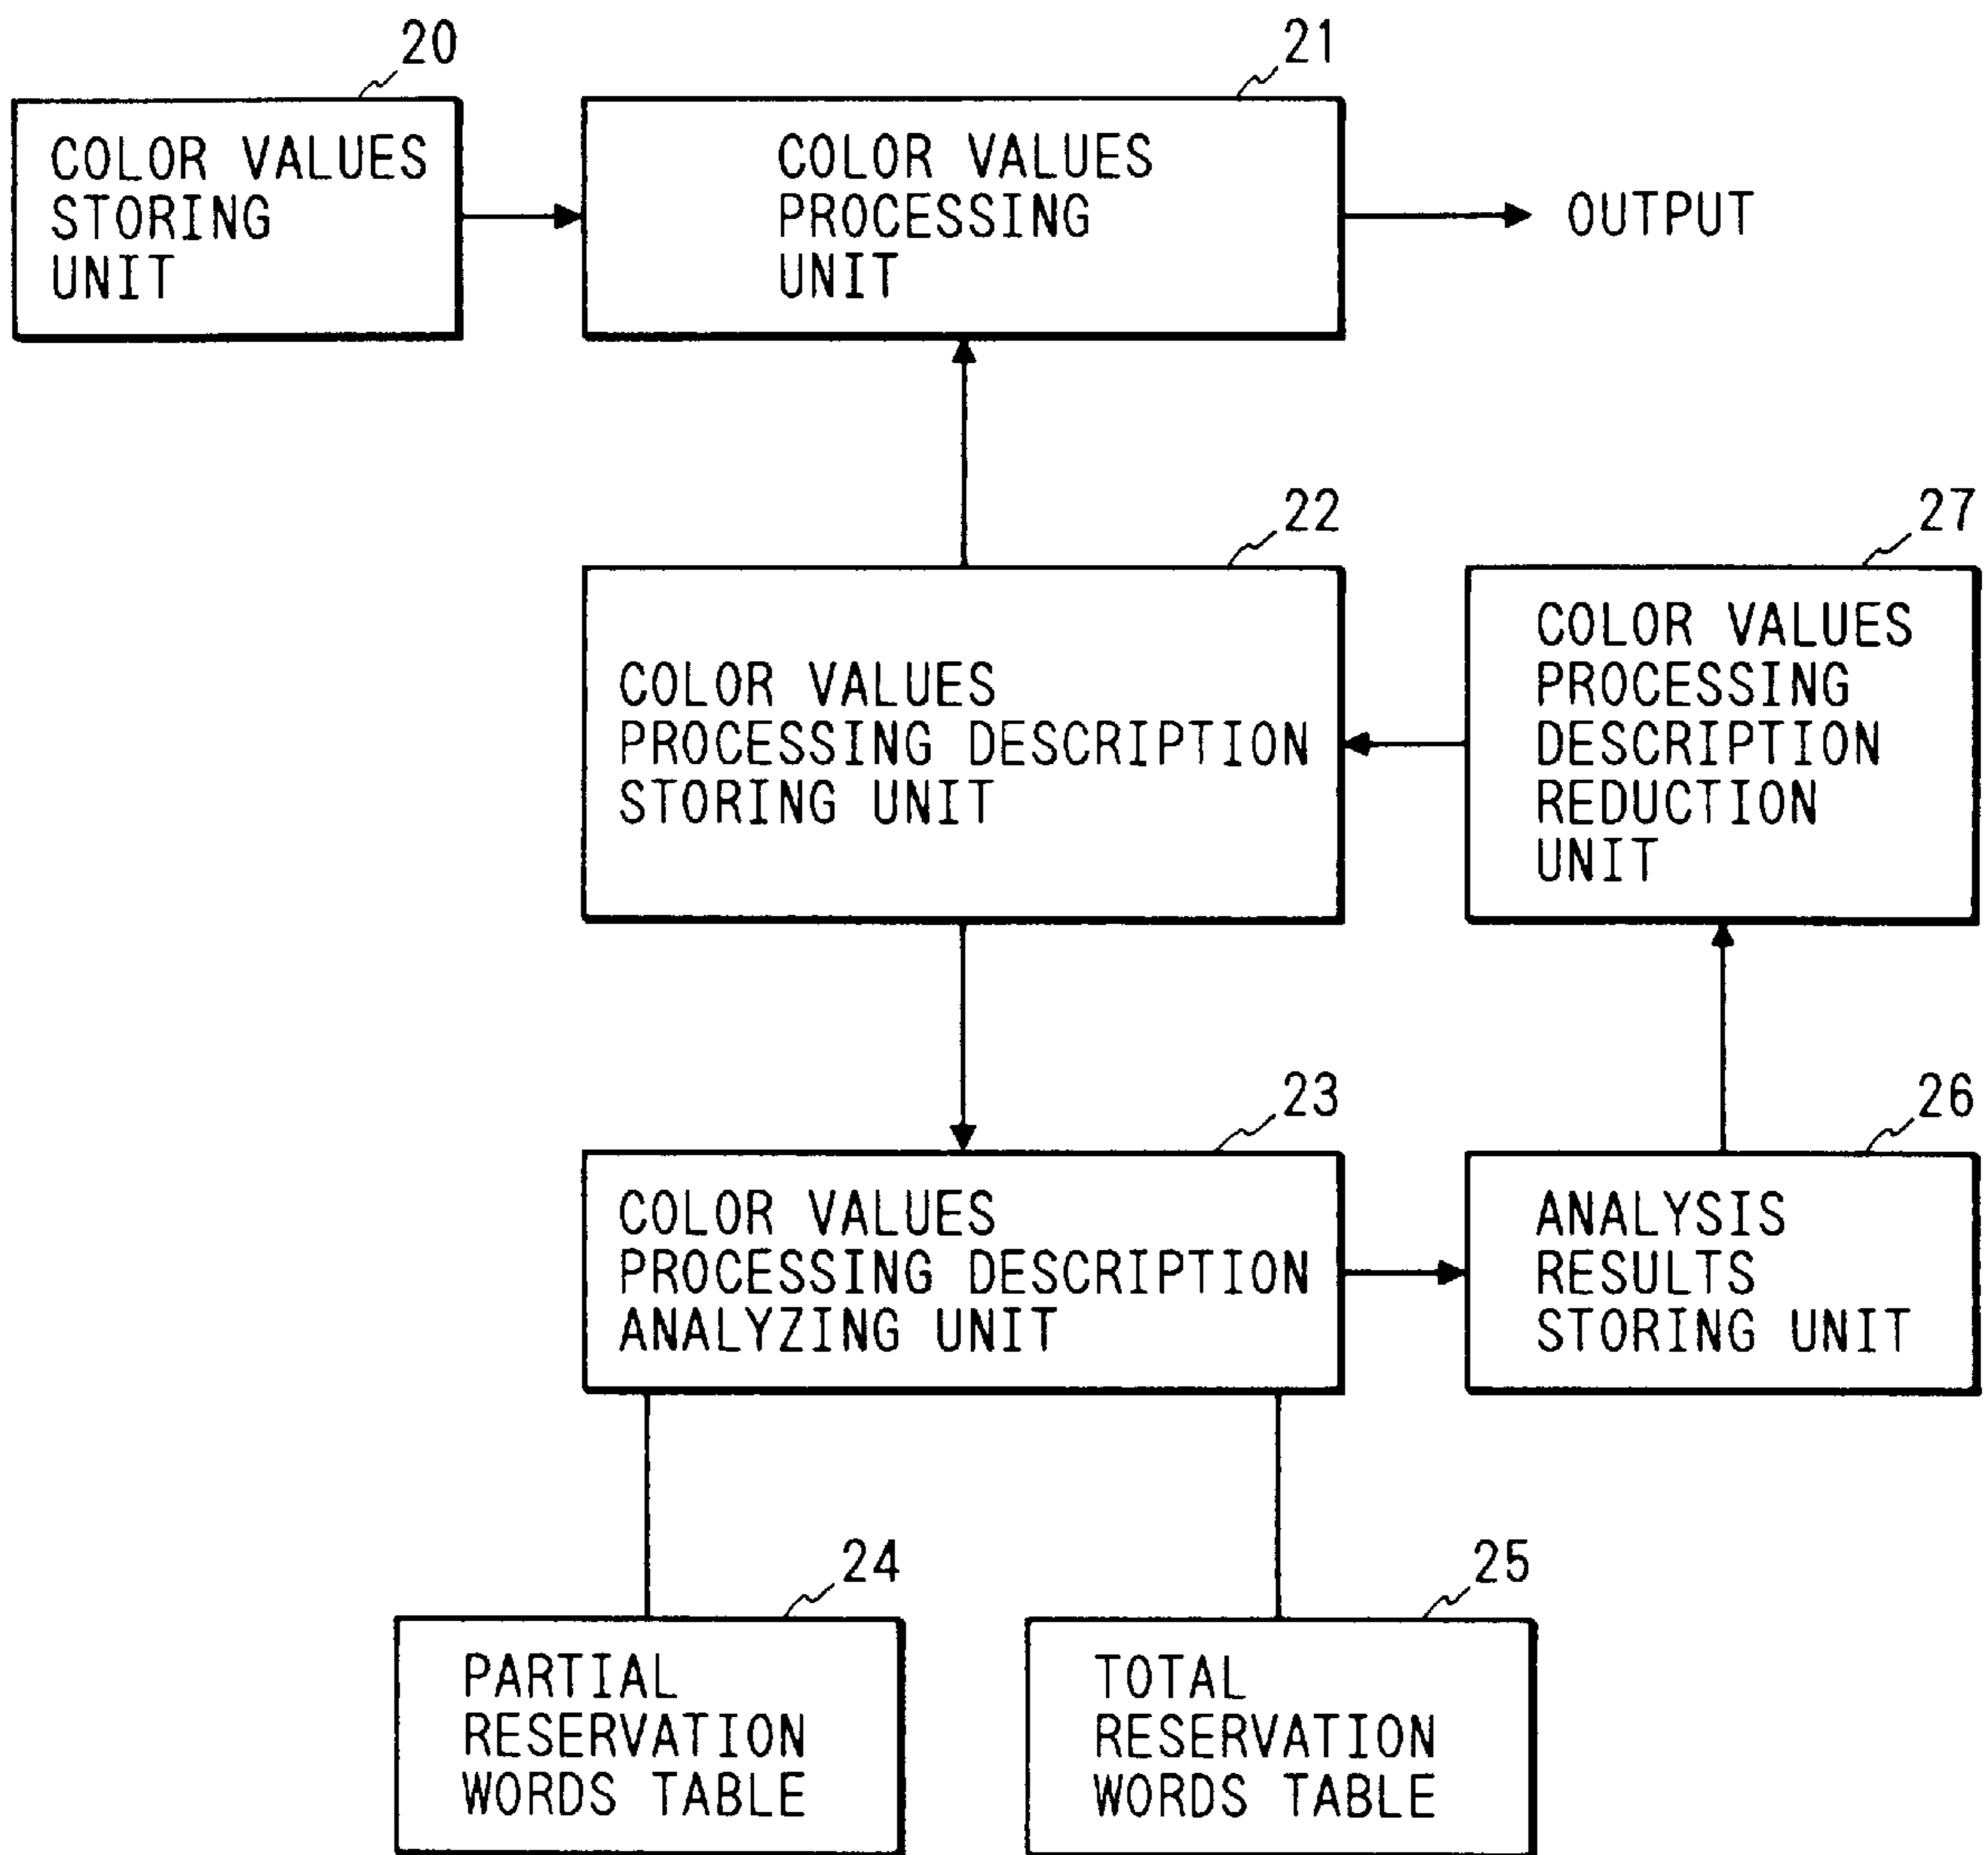 20
COLOR VALUES
STORING
UNIT
21
COLOR VALUES
PROCESSING
UNIT
OUTPUT
22
COLOR VALUES
PROCESSING DESCRIPTION
STORING UNIT
27
COLOR VALUES
PROCESSING
DESCRIPTION
REDUCTION
UNIT
23
COLOR VALUES
PROCESSING DESCRIPTION
ANALYZING UNIT
26
ANALYSIS
RESULTS
STORING UNIT
24
PARTIAL
RESERVATION
WORDS TABLE
25
TOTAL
RESERVATION
WORDS TABLE